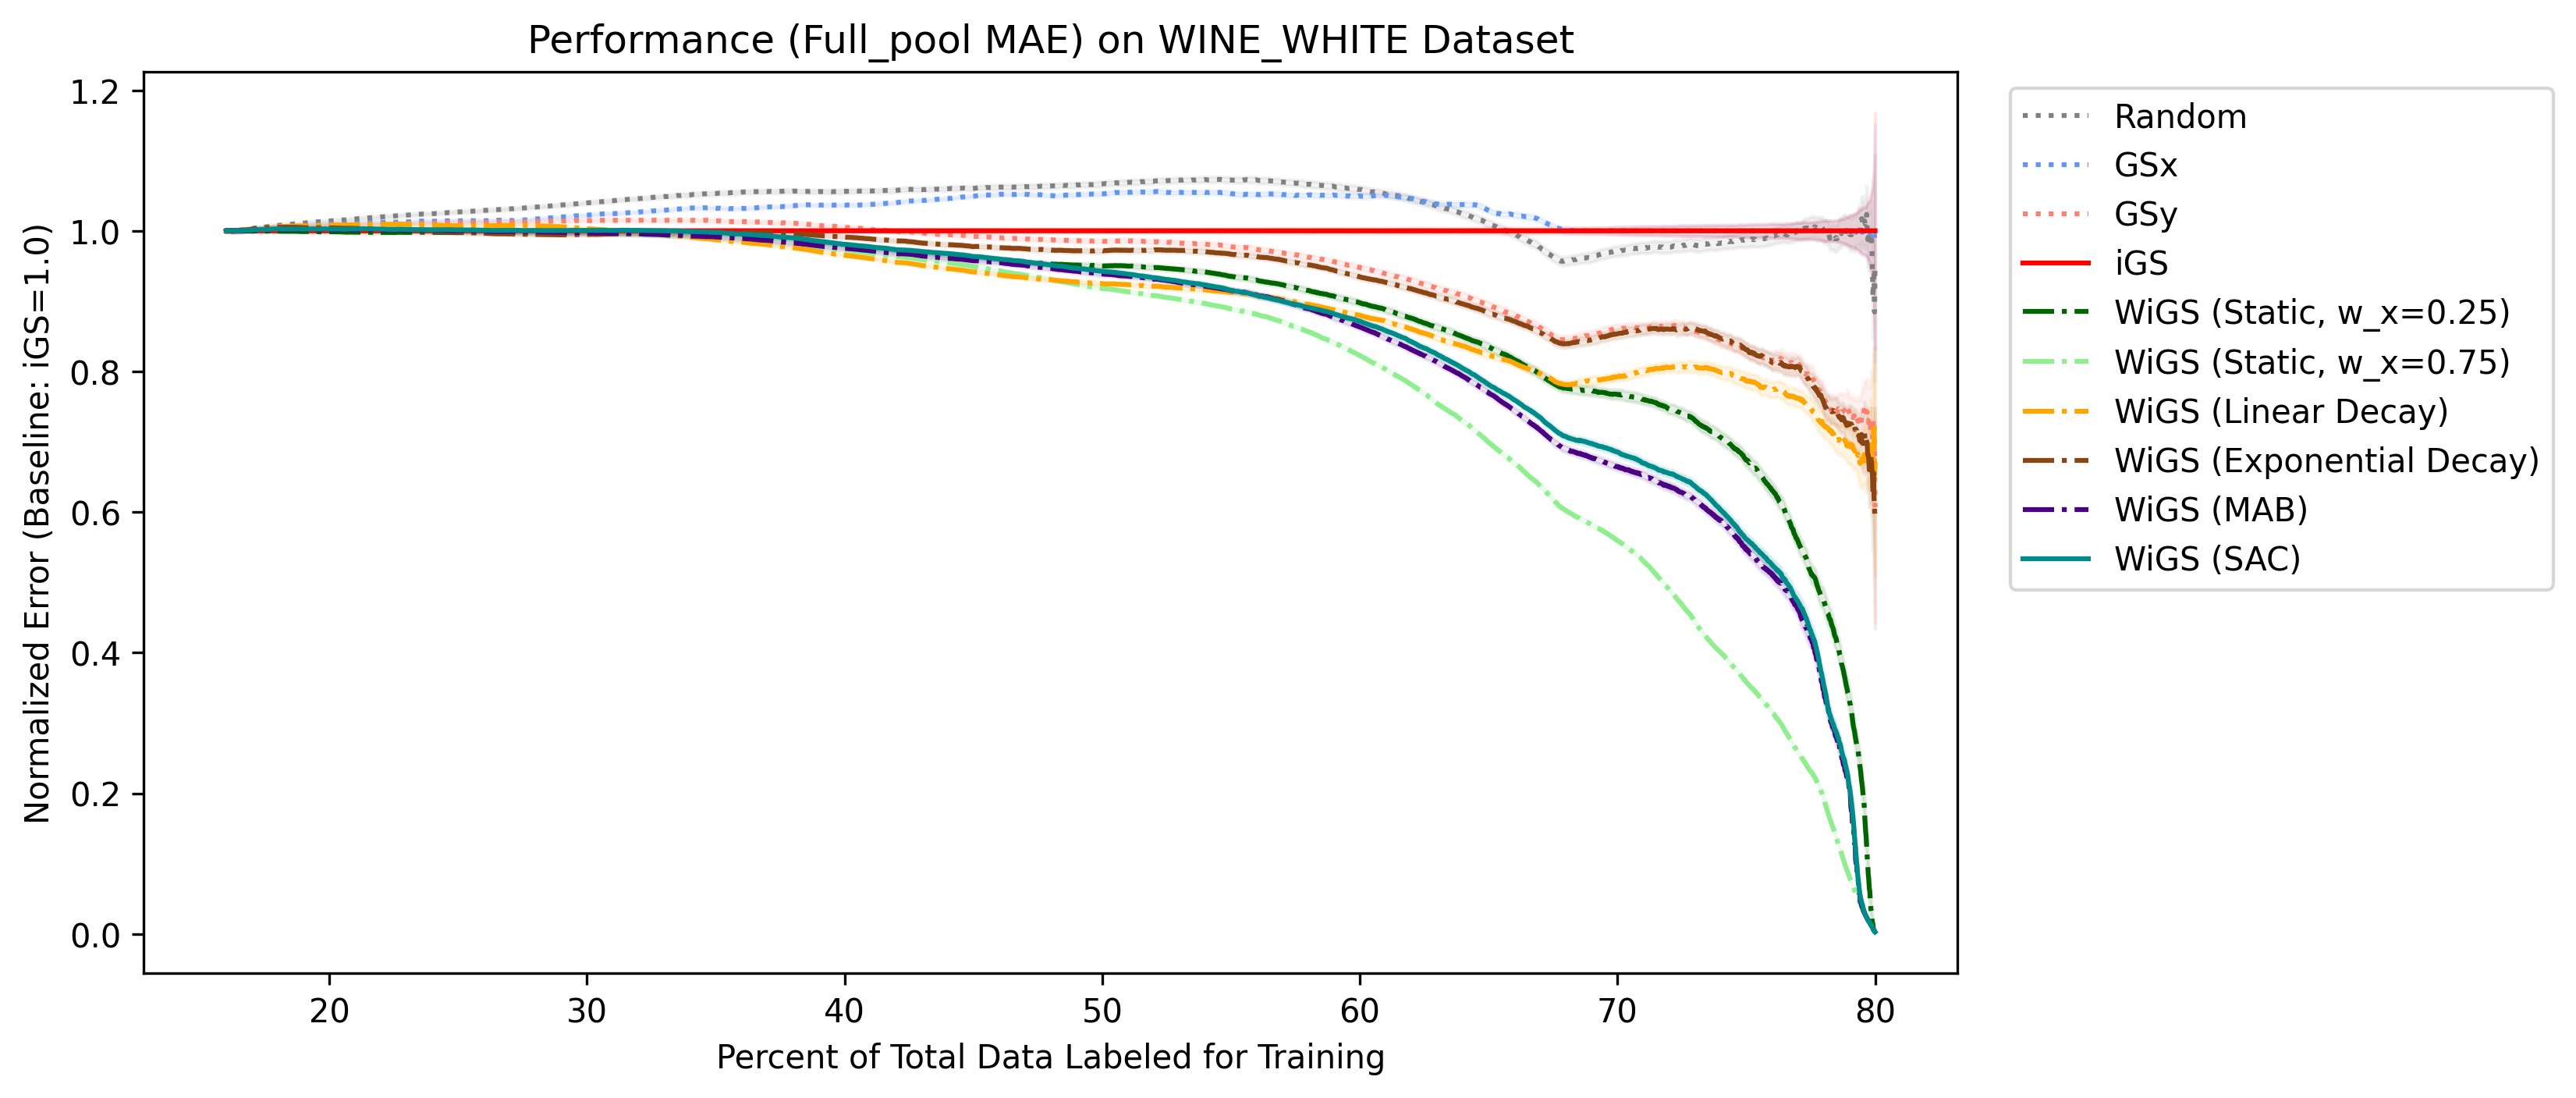 Performance (Full_pool MAE) on WINE_WHITE Dataset
Normalized Error (Baseline: iGS=1.0)
1.2
1.0
0.8
0.6
0.4
0.2
0.0
20 30 40 50 60 70 80
Percent of Total Data Labeled for Training
Random
GSx
GSy
iGS
WiGS (Static, w_x=0.25)
WiGS (Static, w_x=0.75)
WiGS (Linear Decay)
WiGS (Exponential Decay)
WiGS (MAB)
WiGS (SAC)